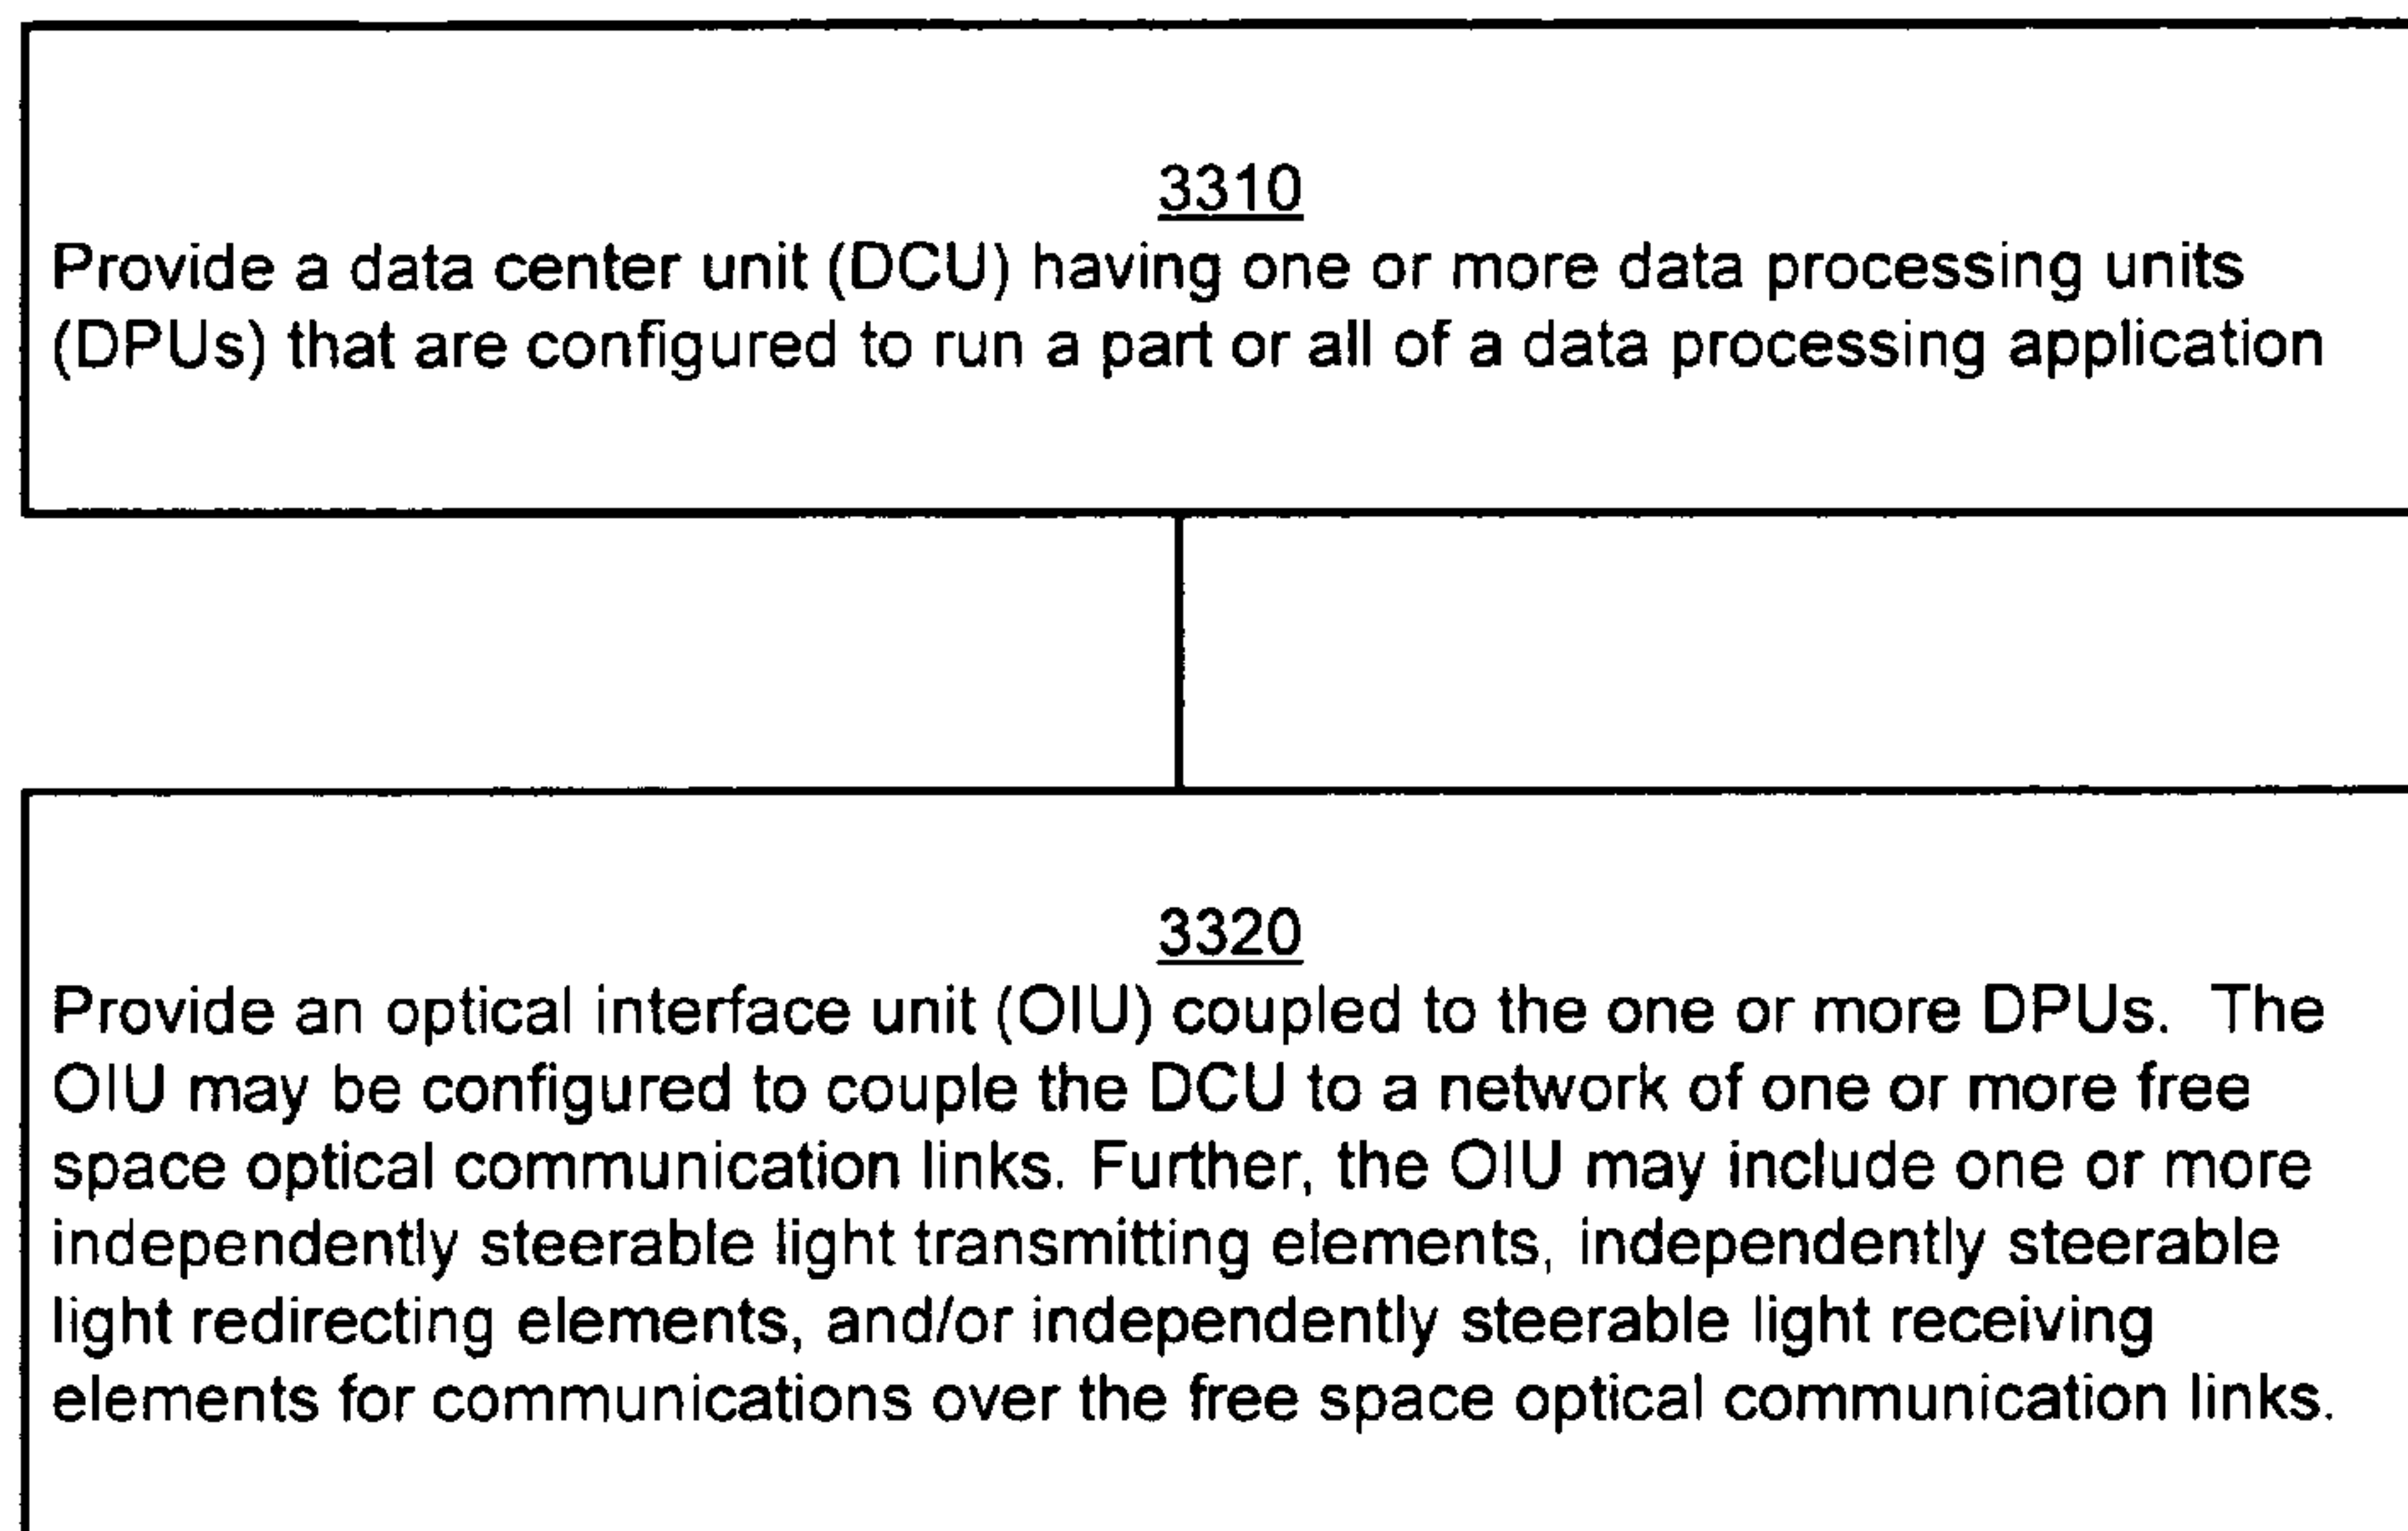 3310
Provide a data center unit (DCU) having one or more data processing units
(DPUs) that are configured to run a part or all of a data processing application
3320
Provide an optical interface unit (OIU) coupled to the one or more DPUs. The
OIU may be configured to couple the DCU to a network of one or more free
space optical communication links. Further, the OIU may include one or more
independently steerable light transmitting elements, independently steerable
light redirecting elements, and/or independently steerable light receiving
elements for communications over the free space optical communication links.